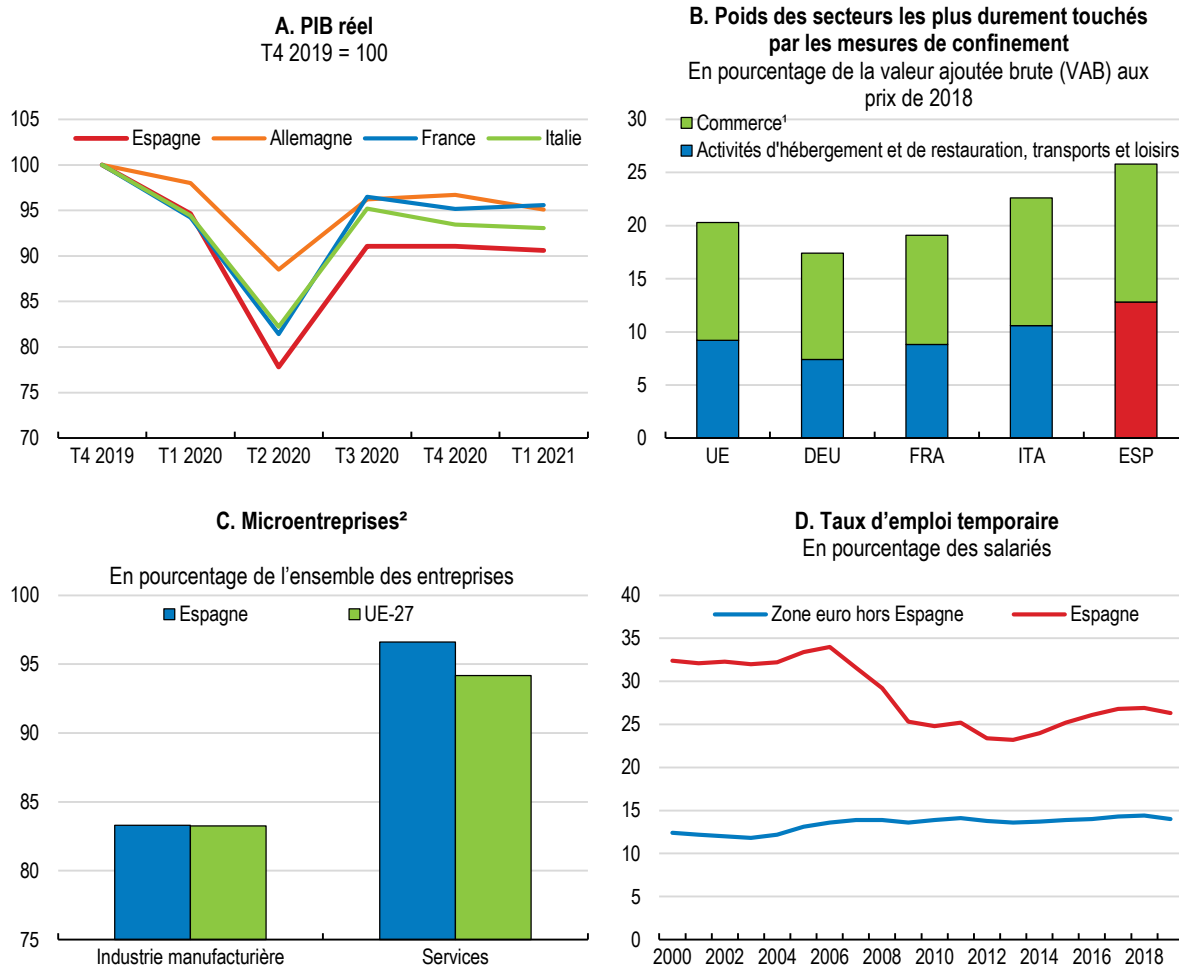 A. PIB réel
T4 2019 = 100
105
100
95
90
85
80
75
70
Espagne Allemagne France Italie
T4 2019 T1 2020 T2 2020 T3 2020 T4 2020 T1 2021
B. Poids des secteurs les plus durement touchés
par les mesures de confinement
En pourcentage de la valeur ajoutée brute (VAB) aux
prix de 2018
30
25
20
15
10
5
0
Commerce¹
Activités d'hébergement et de restauration, transports et loisirs
UE DEU FRA ITA ESP
C. Microentreprises²
En pourcentage de l’ensemble des entreprises
100
95
90
85
80
75
Espagne UE-27
Industrie manufacturière Services
D. Taux d’emploi temporaire
En pourcentage des salariés
40
35
30
25
20
15
10
5
0
Zone euro hors Espagne Espagne
2000 2002 2004 2006 2008 2010 2012 2014 2016 2018